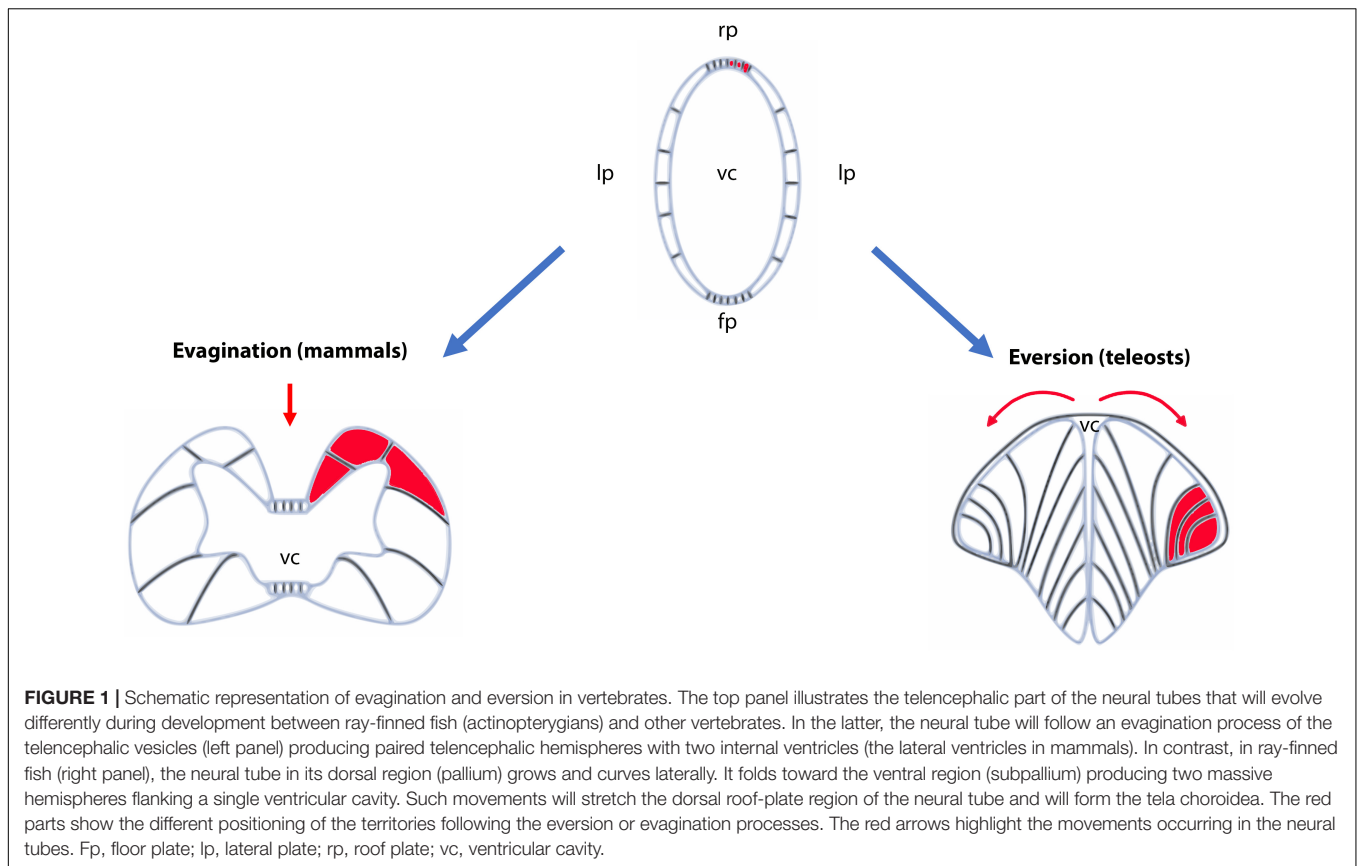 rp
lp
vc
lp
fp
Evagination (mammals)
Eversion (teleosts)
vc
vc
FIGURE 1 | Schematic representation of evagination and eversion in vertebrates. The top panel illustrates the telencephalic part of the neural tubes that will evolve
differently during development between ray-finned fish (actinopterygians) and other vertebrates. In the latter, the neural tube will follow an evagination process of the
telencephalic vesicles (left panel) producing paired telencephalic hemispheres with two internal ventricles (the lateral ventricles in mammals). In contrast, in ray-finned
fish (right panel), the neural tube in its dorsal region (pallium) grows and curves laterally. It folds toward the ventral region (subpallium) producing two massive
hemispheres flanking a single ventricular cavity. Such movements will stretch the dorsal roof-plate region of the neural tube and will form the tela choroidea. The red
parts show the different positioning of the territories following the eversion or evagination processes. The red arrows highlight the movements occurring in the neural
tubes. Fp, floor plate; lp, lateral plate; rp, roof plate; vc, ventricular cavity.